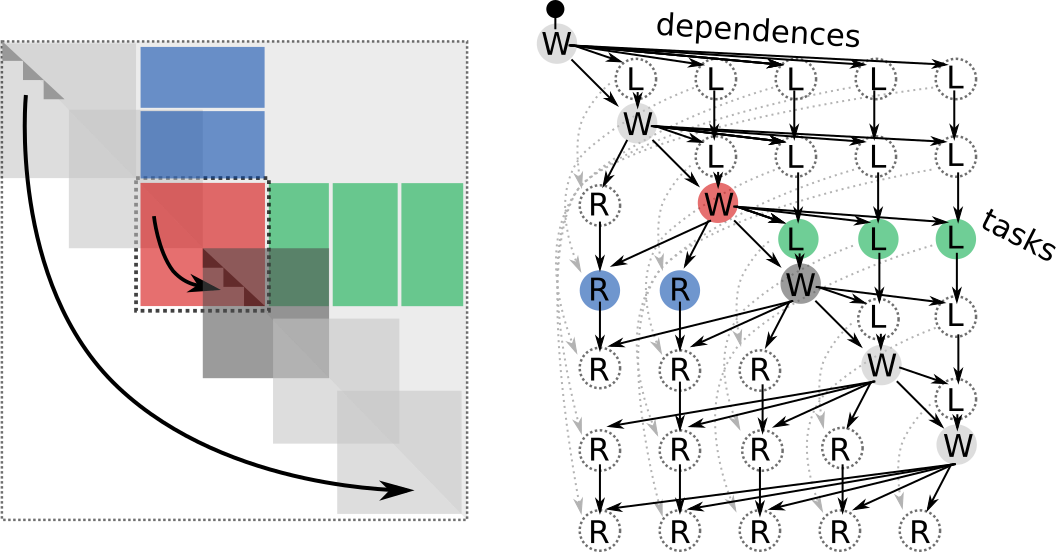 dependences
W
L L L L L
W
L L L L
R W
tasks
L L L
R R W
L L
R R R W
L
R R R R W
R R R R R